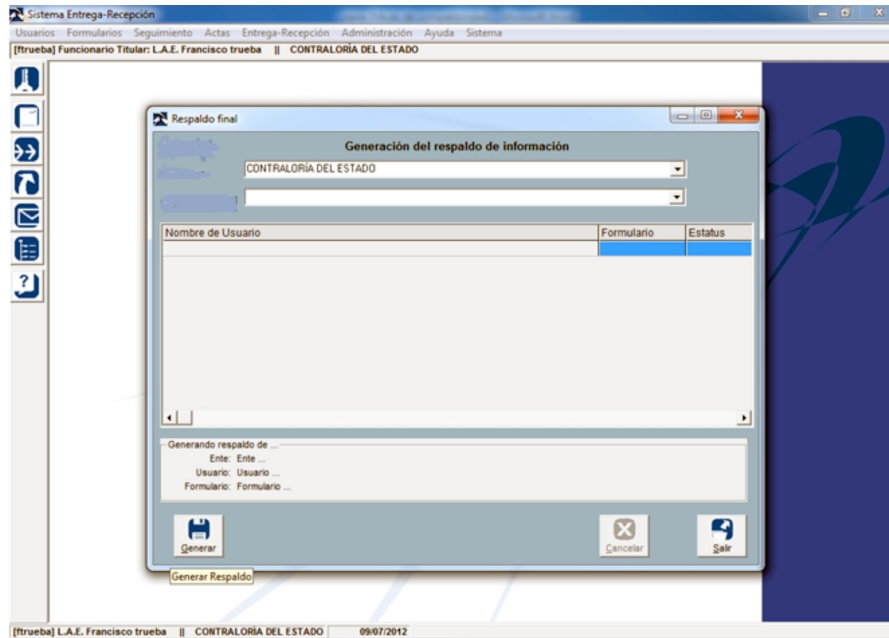 Sistema Entrega-Recepción
Usuarios Formularios Seguimiento Actas Entrega-Recepción Administración Ayuda Sistema
[ftrueba] Funcionario Titular: L.A.E. Francisco trueba || CONTRALORÍA DEL ESTADO
Respaldo final
Generación del respaldo de información
CONTRALORÍA DEL ESTADO
Nombre de Usuario Formulario Estatus
Generando respaldo de ...
Ente: Ente ...
Usuario: Usuario ...
Formulario: Formulario ...
Generar Cancelar Salir
Generar Respaldo
[ftrueba] L.A.E. Francisco trueba || CONTRALORÍA DEL ESTADO 09/07/2012